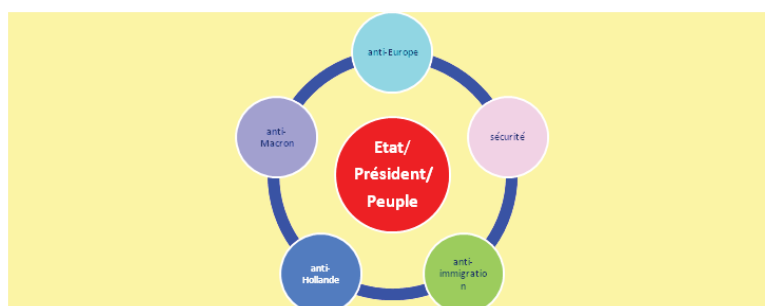 anti-Europe
anti-
Macron
Etat/
Président/
Peuple
sécurité
anti-
Hollande
anti-
immigratio
n